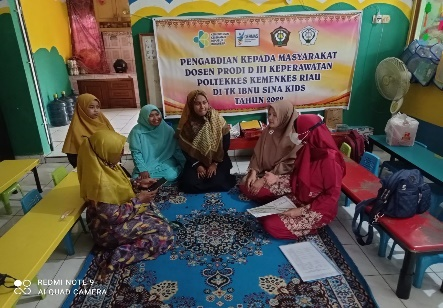 PENGABDIAN KEPADA MASYARAKAT
DOSEN PRODI D III KEPERAWATAN
POLTEKKES KEMENKES RIAU
DI TK IBNU SINA KIDS
REDMI NOTE 9
AI QUAD CAMERA